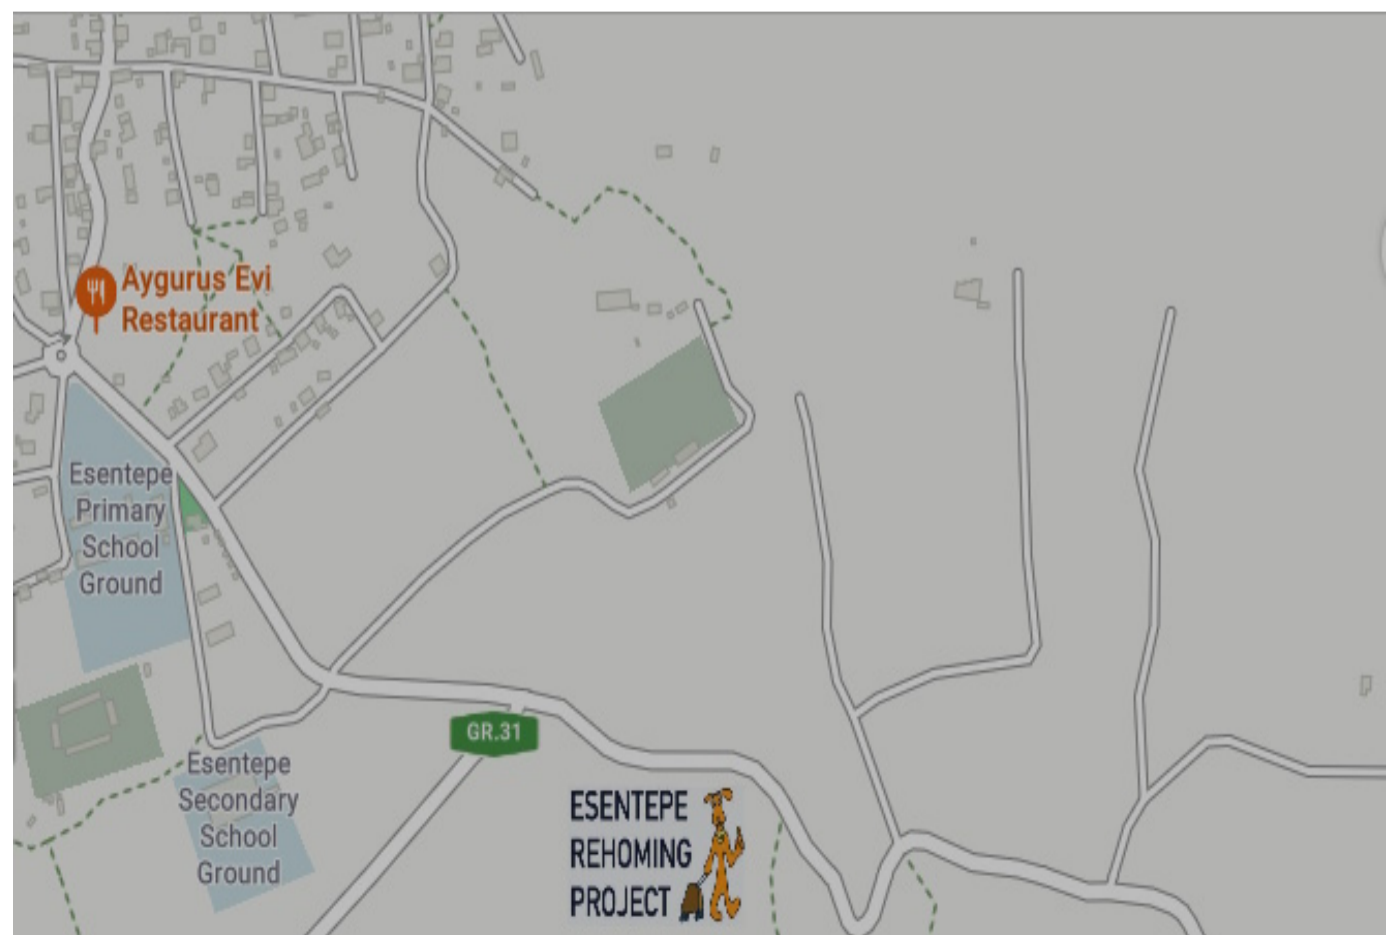 Aygurus Evi
Restaurant
Esentepe
Primary
School
Ground
GR.31
Esentepe
Secondary
School
Ground
ESENTEPE
REHOMING
PROJECT